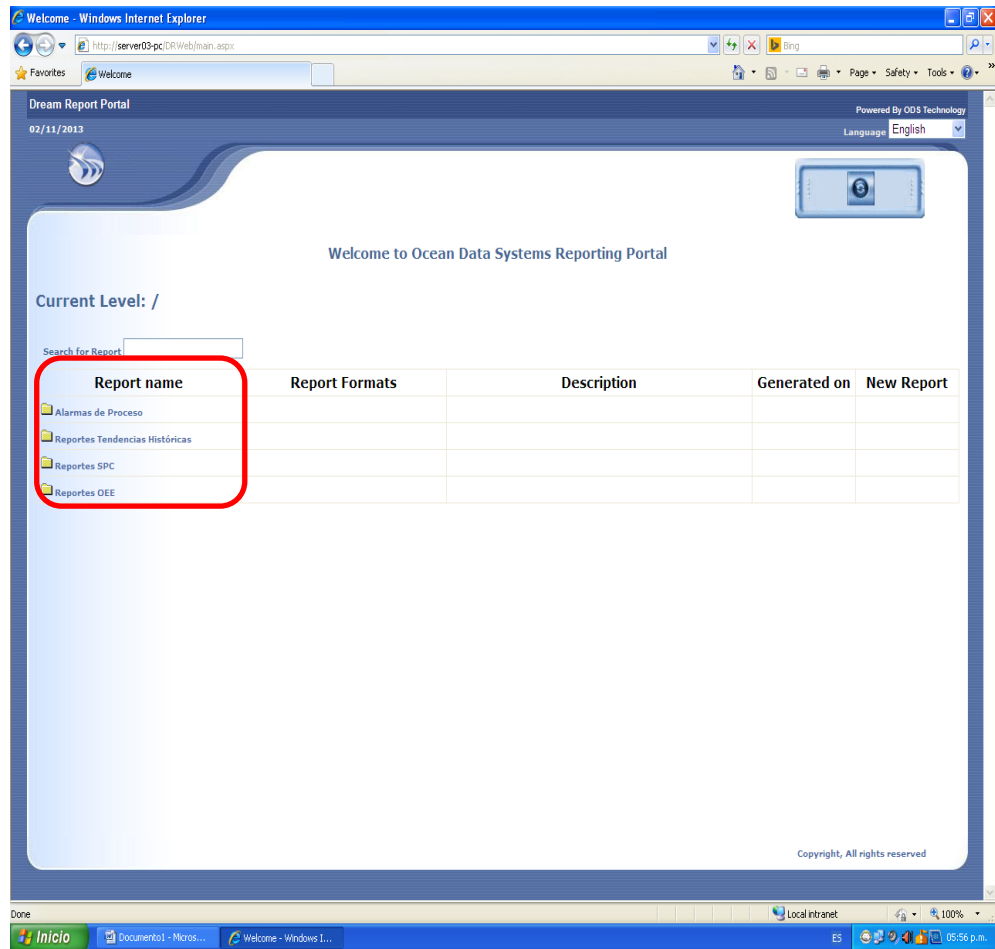 Welcome - Windows Internet Explorer
http://server03-pc/DRWeb/main.aspx
Bing
Favorites
Welcome
Page
Safety
Tools
»
Dream Report Portal
Powered By ODS Technology
02/11/2013
Language English
Welcome to Ocean Data Systems Reporting Portal
Current Level: /
Search for Report
Report name Report Formats Description Generated on New Report
Alarmas de Proceso
Reportes Tendencias Históricas
Reportes SPC
Reportes OEE
Copyright, All rights reserved
Done
Local intranet
100%
Inicio
Documento1 - Micros...
Welcome - Windows I...
ES
05:56 p.m.